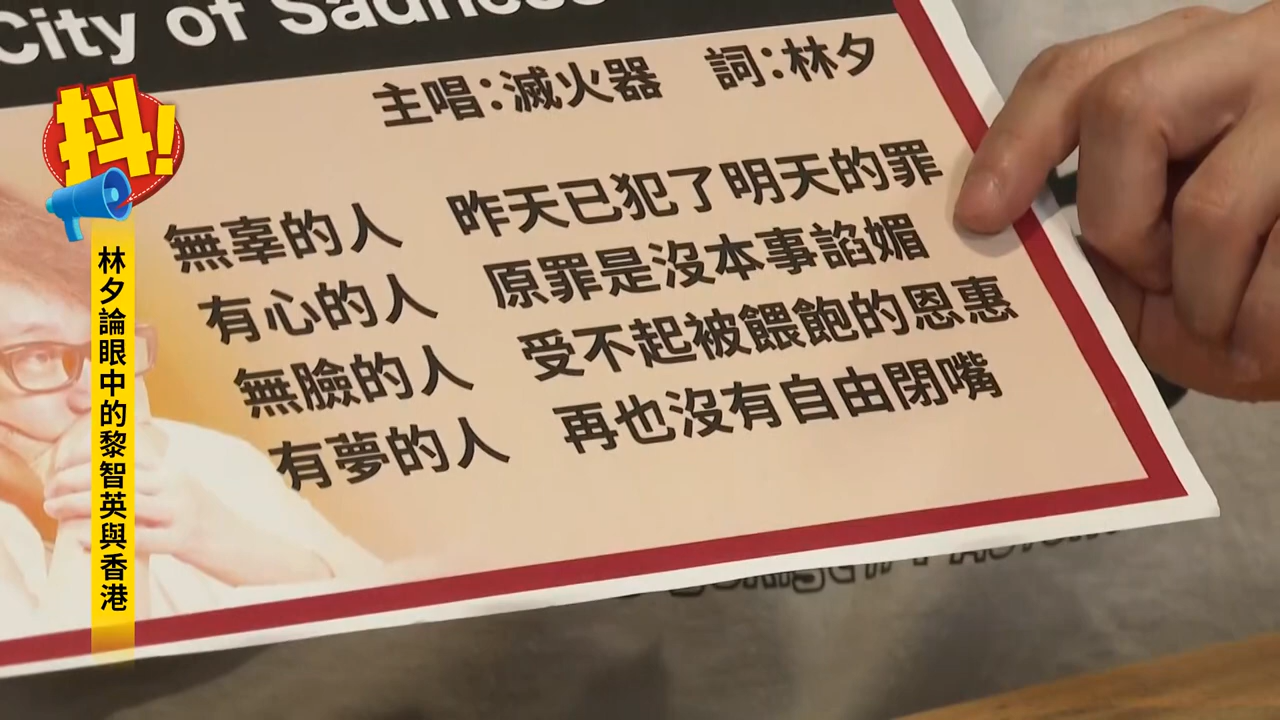 City of Sadness
主唱：滅火器　詞：林夕
無辜的人　昨天已犯了明天的罪
有心的人　原罪是沒本事諂媚
無臉的人　受不起被餵飽的恩惠
有夢的人　再也沒有自由閉嘴
抖!
林夕論眼中的黎智英與香港